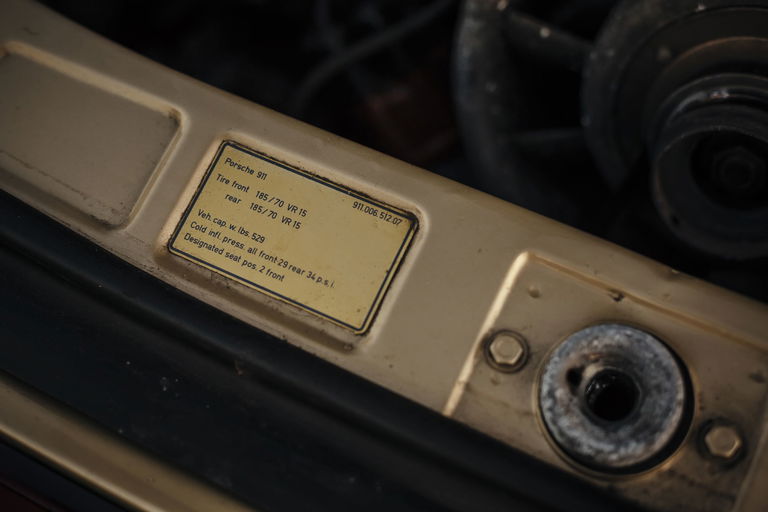 Porsche 911
911.006.512.07
Tire front 185/70 VR 15
rear 185/70 VR 15
Veh. cap. w. lbs. 529
Cold infl. press. all front 29 rear 34 p.s.i.
Designated seat pos. 2 front